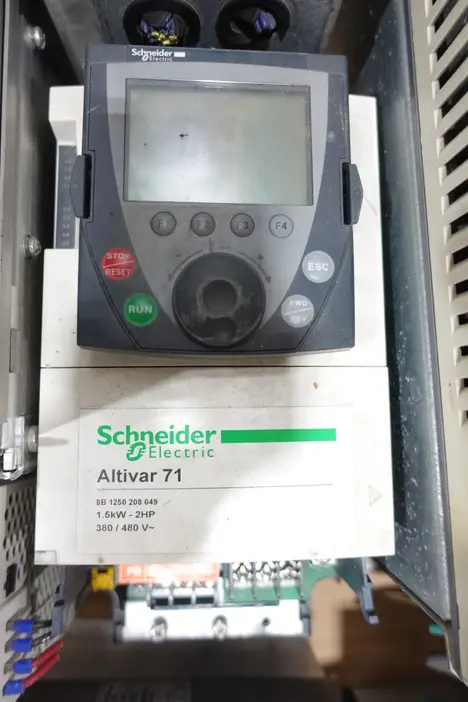 Schneider
Electric
F1 F2 F3 F4
STOP
RESET
ESC
RUN
FWD
REV
Schneider
Electric
Altivar 71
8B 1250 208 049
1.5kW - 2HP
380 / 480 V~